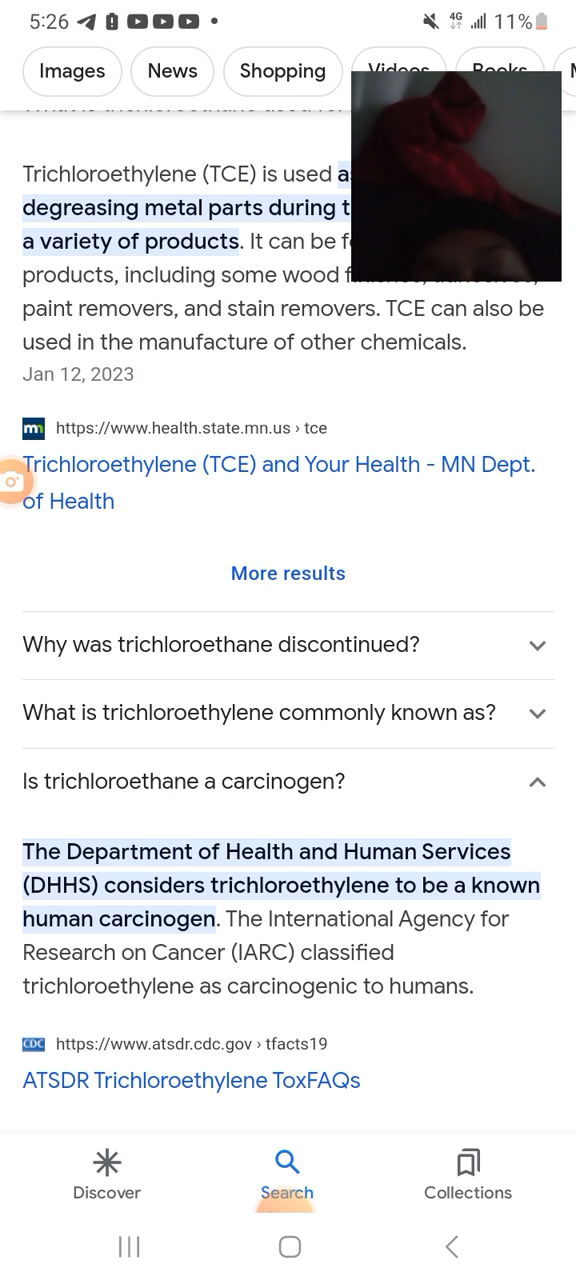 5:26
4G
11%
Images News Shopping Videos Books
Trichloroethylene (TCE) is used
degreasing metal parts during
a variety of products. It can be
products, including some wood
paint removers, and stain removers. TCE can also be
used in the manufacture of other chemicals.
Jan 12, 2023
mn https://www.health.state.mn.us › tce
Trichloroethylene (TCE) and Your Health - MN Dept.
of Health
More results
Why was trichloroethane discontinued?
What is trichloroethylene commonly known as?
Is trichloroethane a carcinogen?
The Department of Health and Human Services
(DHHS) considers trichloroethylene to be a known
human carcinogen. The International Agency for
Research on Cancer (IARC) classified
trichloroethylene as carcinogenic to humans.
CDC https://www.atsdr.cdc.gov › tfacts19
ATSDR Trichloroethylene ToxFAQs
Discover Search Collections